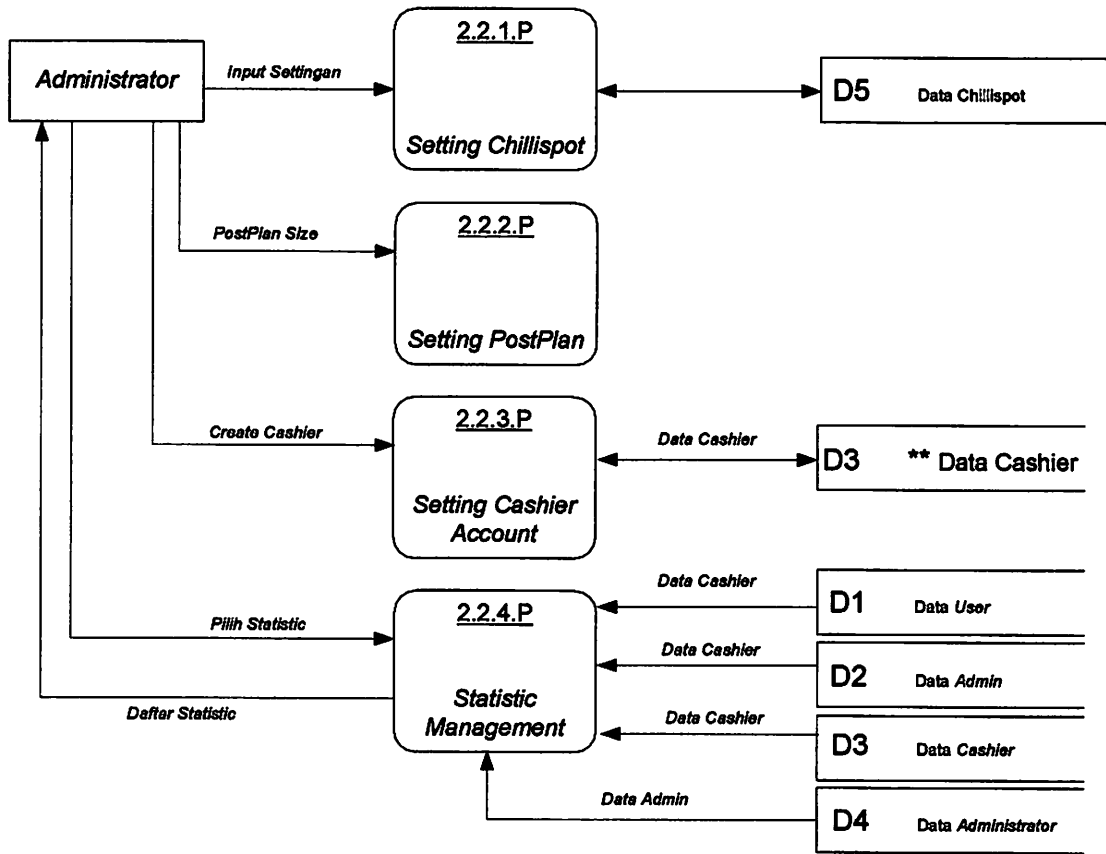 2.2.1.P
Administrator
Input Settingan
D5 Data Chillispot
Setting Chillispot
2.2.2.P
PostPlan Size
Setting PostPlan
2.2.3.P
Create Cashier
Data Cashier
D3 ** Data Cashier
Setting Cashier
Account
Data Cashier
D1 Data User
2.2.4.P
Pilih Statistic
Data Cashier
D2 Data Admin
Statistic
Management
Daftar Statistic
Data Cashier
D3 Data Cashier
Data Admin
D4 Data Administrator